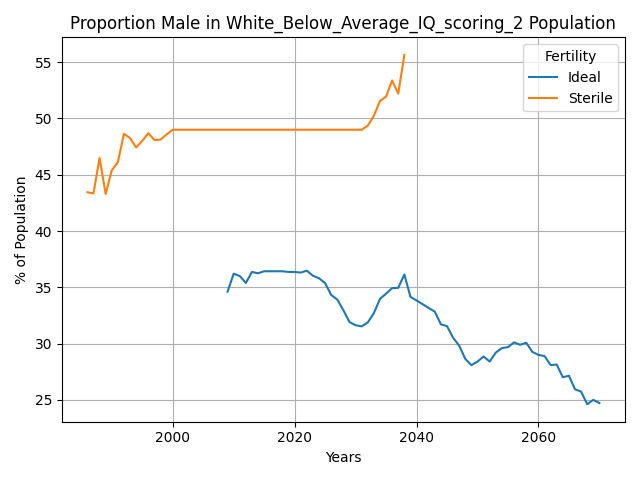 Proportion Male in White_Below_Average_IQ_scoring_2 Population
Fertility
Ideal
Sterile
% of Population
55
50
45
40
35
30
25
2000
2020
2040
2060
Years